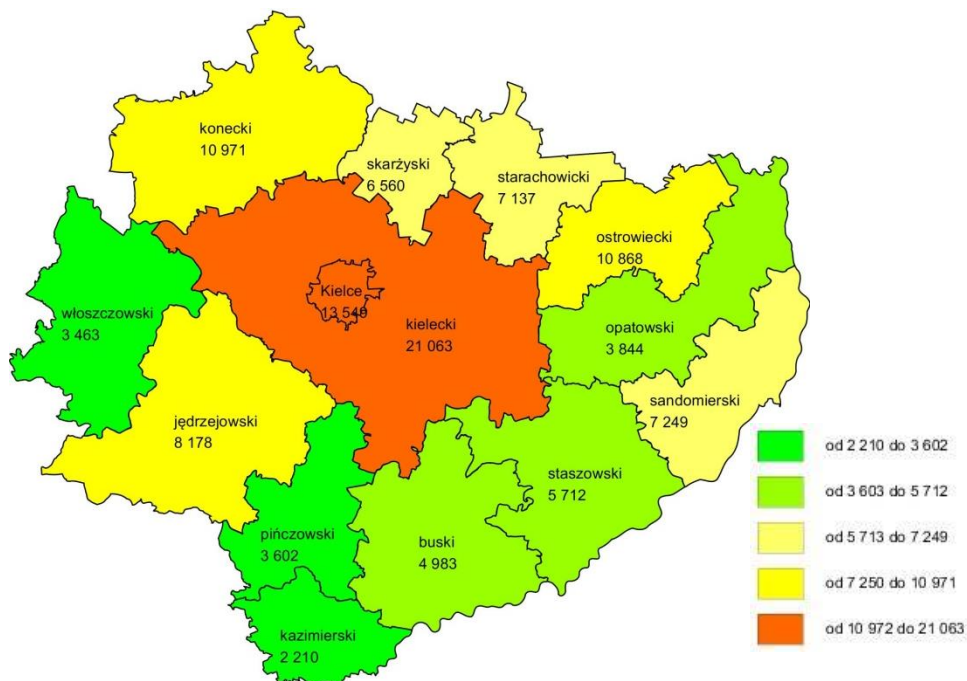 konecki
10 971
skarżyski
6 560
starachowicki
7 137
ostrowiecki
10 868
włoszczowski
3 463
Kielce
13 549
kielecki
21 063
opatowski
3 844
sandomierski
7 249
jędrzejowski
8 178
staszowski
5 712
pińczowski
3 602
buski
4 983
kazimierski
2 210
od 2 210 do 3 602
od 3 603 do 5 712
od 5 713 do 7 249
od 7 250 do 10 971
od 10 972 do 21 063